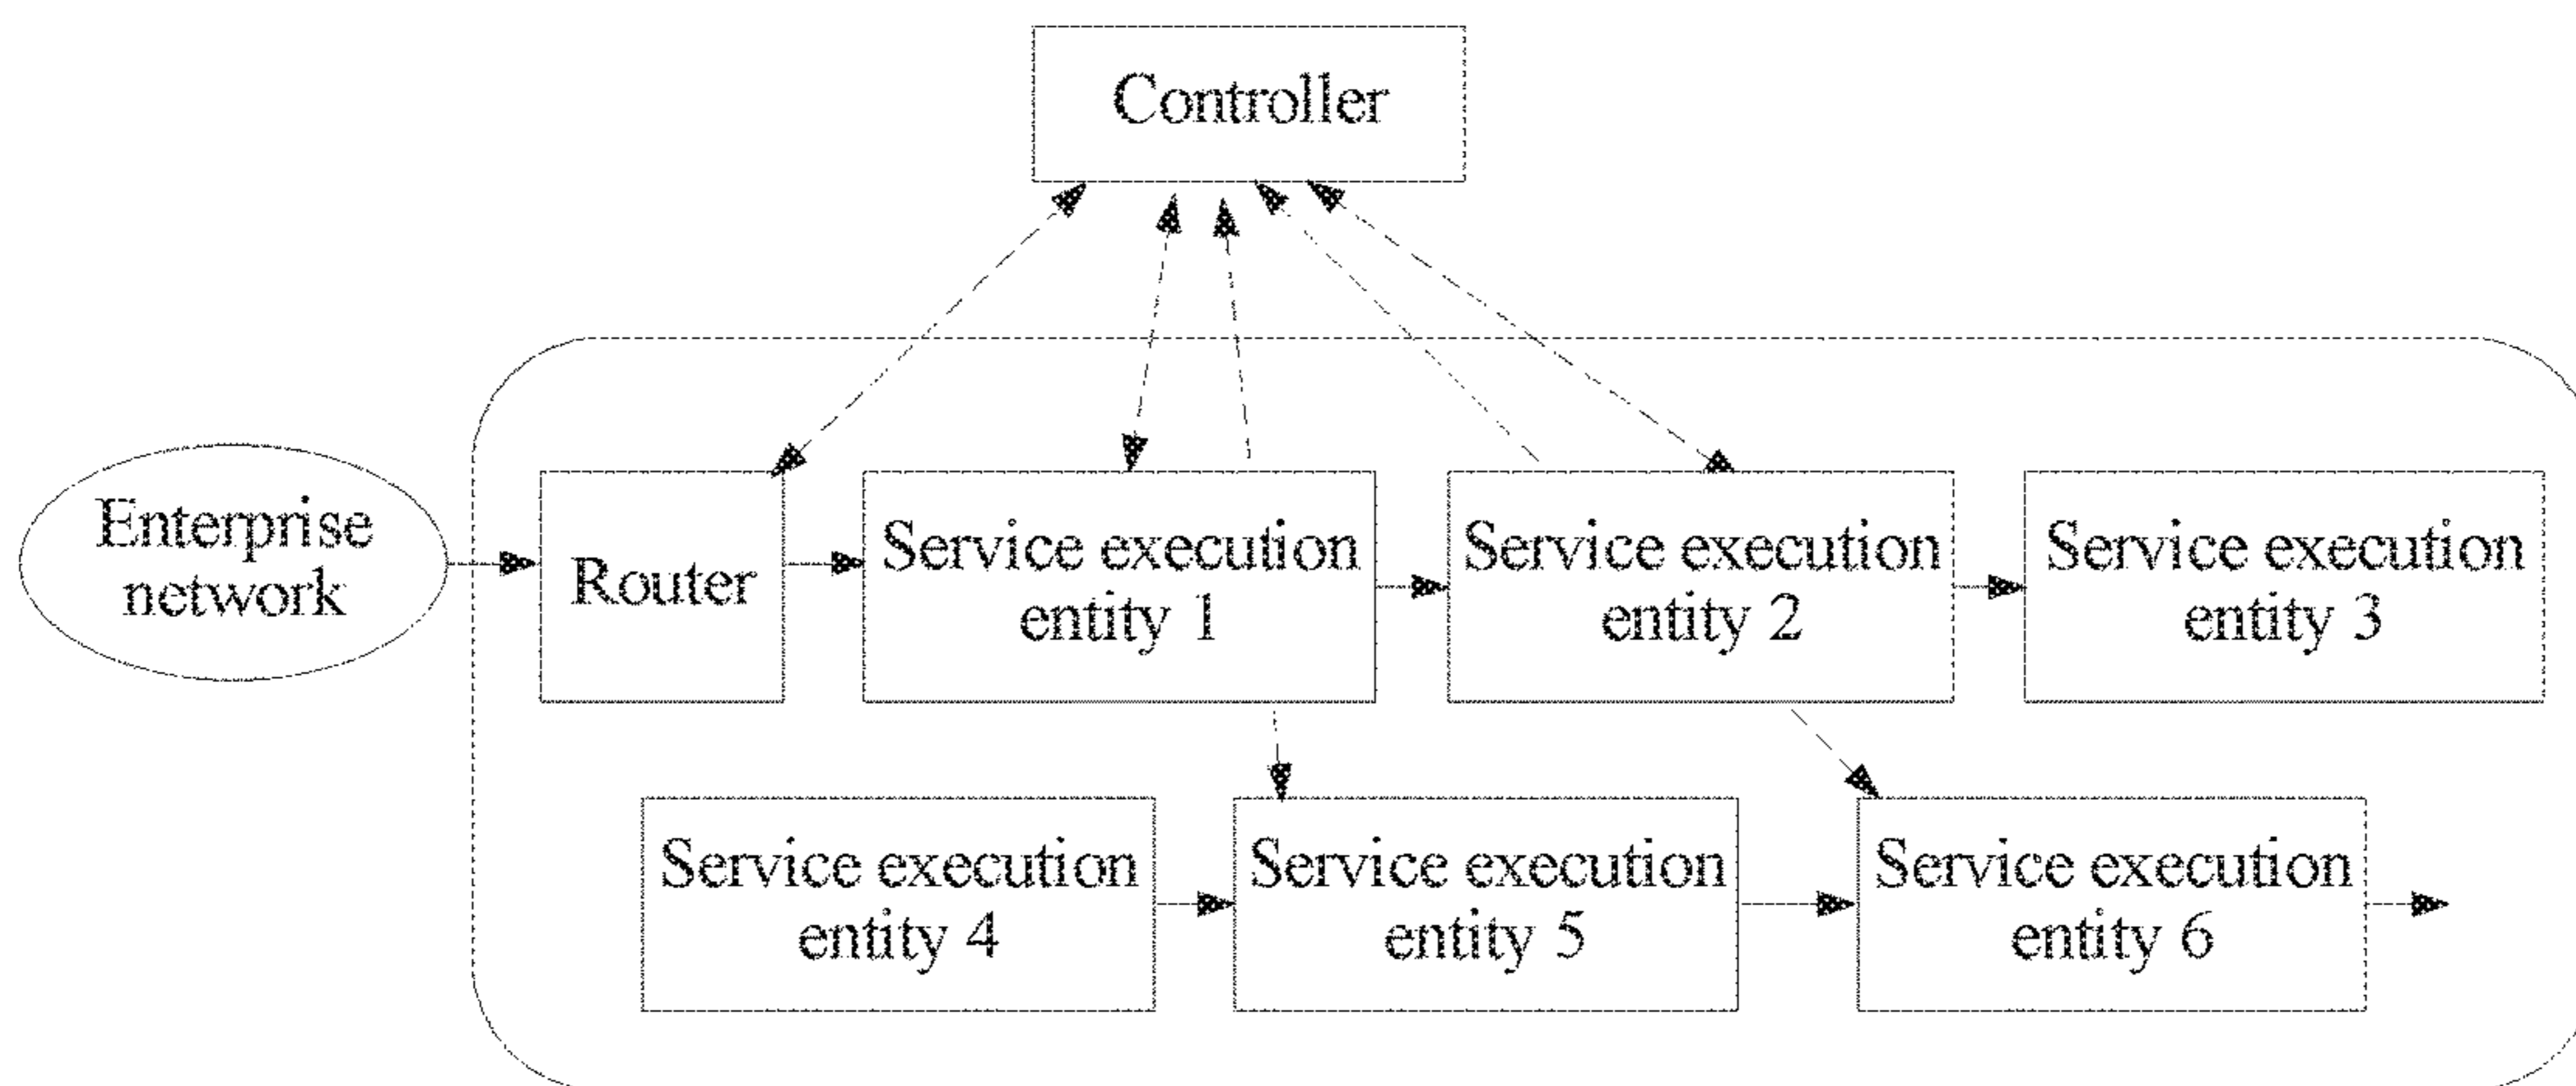 Controller
Enterprise
network
Router
Service execution
entity 1
Service execution
entity 2
Service execution
entity 3
Service execution
entity 4
Service execution
entity 5
Service execution
entity 6